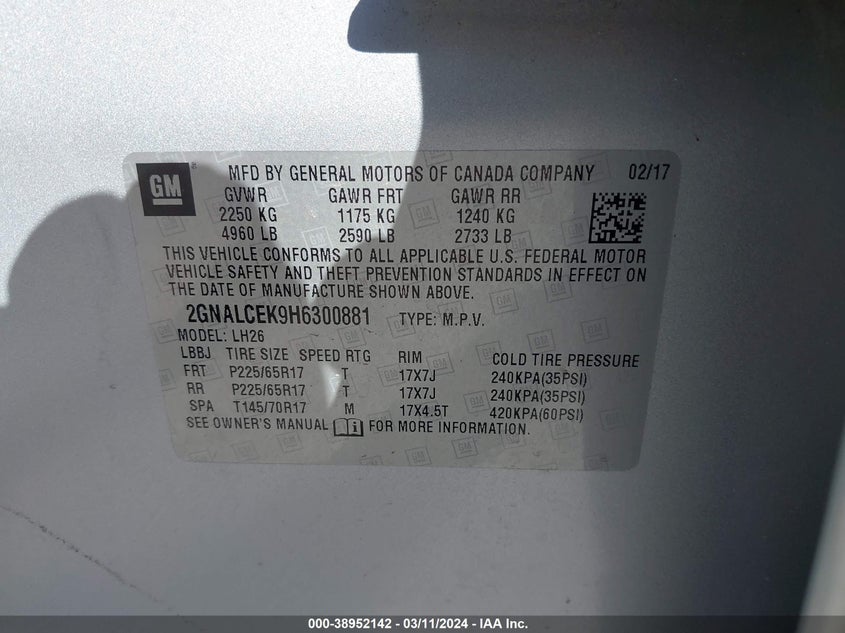 GM
MFD BY GENERAL MOTORS OF CANADA COMPANY 02/17
GVWR GAWR FRT GAWR RR
2250 KG 1175 KG 1240 KG
4960 LB 2590 LB 2733 LB
THIS VEHICLE CONFORMS TO ALL APPLICABLE U.S. FEDERAL MOTOR
VEHICLE SAFETY AND THEFT PREVENTION STANDARDS IN EFFECT ON
THE DATE OF MANUFACTURE SHOWN ABOVE.
2GNALCEK9H6300881 TYPE: M.P.V.
MODEL: LH26
LBBJ TIRE SIZE SPEED RTG RIM COLD TIRE PRESSURE
FRT P225/65R17 T 17X7J 240KPA(35PSI)
RR P225/65R17 T 17X7J 240KPA(35PSI)
SPA T145/70R17 M 17X4.5T 420KPA(60PSI)
SEE OWNER'S MANUAL FOR MORE INFORMATION.
000-38952142 - 03/11/2024 - IAA Inc.